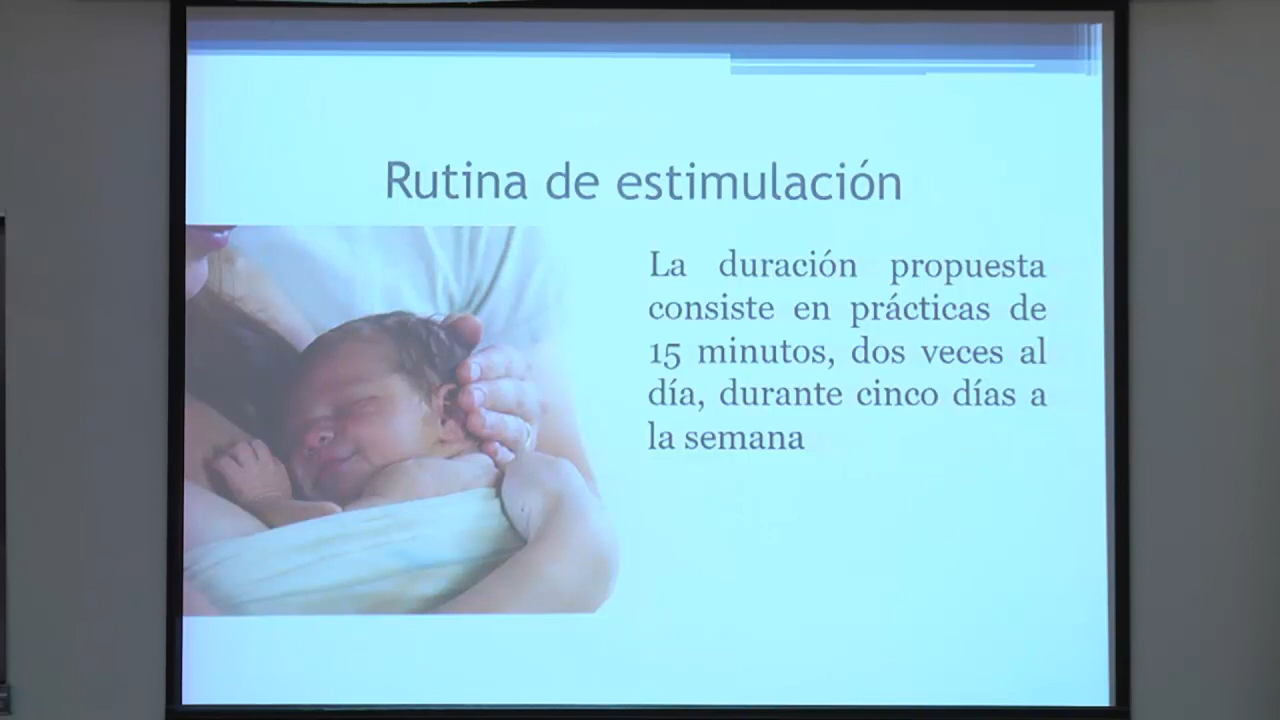 Rutina de estimulación
La duración propuesta
consiste en prácticas de
15 minutos, dos veces al
día, durante cinco días a
la semana